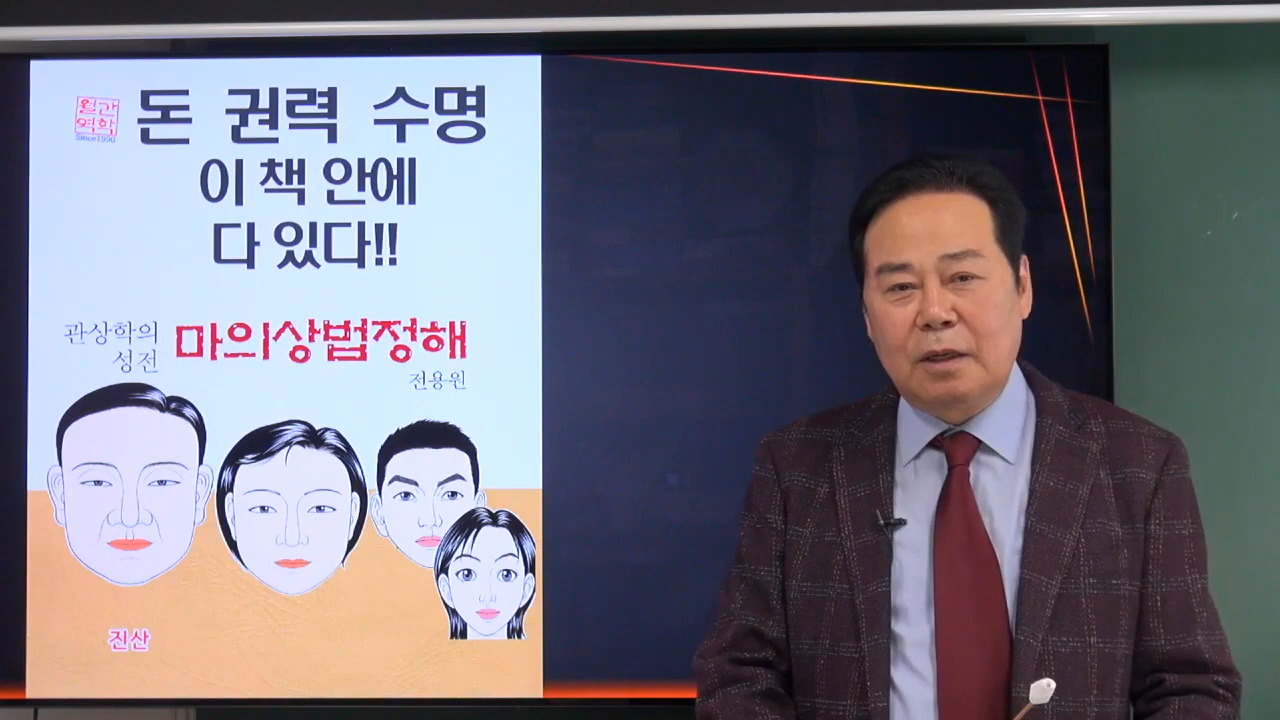 월간
역학
Since1990
돈 권력 수명
이 책 안에
다 있다!!
관상학의
성전
마의상법정해
전용원
진산